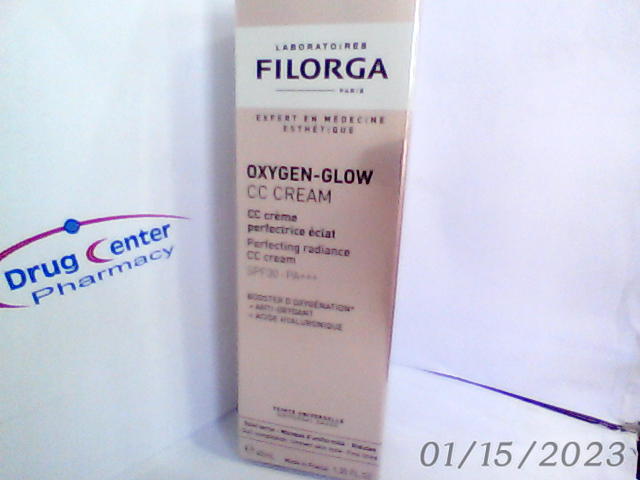 LABORATOIRES
FILORGA
PARIS
EXPERT EN MÉDECINE
ESTHÉTIQUE
OXYGEN-GLOW
CC CREAM
CC crème
perfectrice éclat
Perfecting radiance
CC cream
SPF30 - PA+++
BOOSTER D'OXYGÉNATION*
+ ANTI-OXYDANT
+ ACIDE HYALURONIQUE
TEINTE UNIVERSELLE
Made in France
Drug Center
Pharmacy
01/15/2023